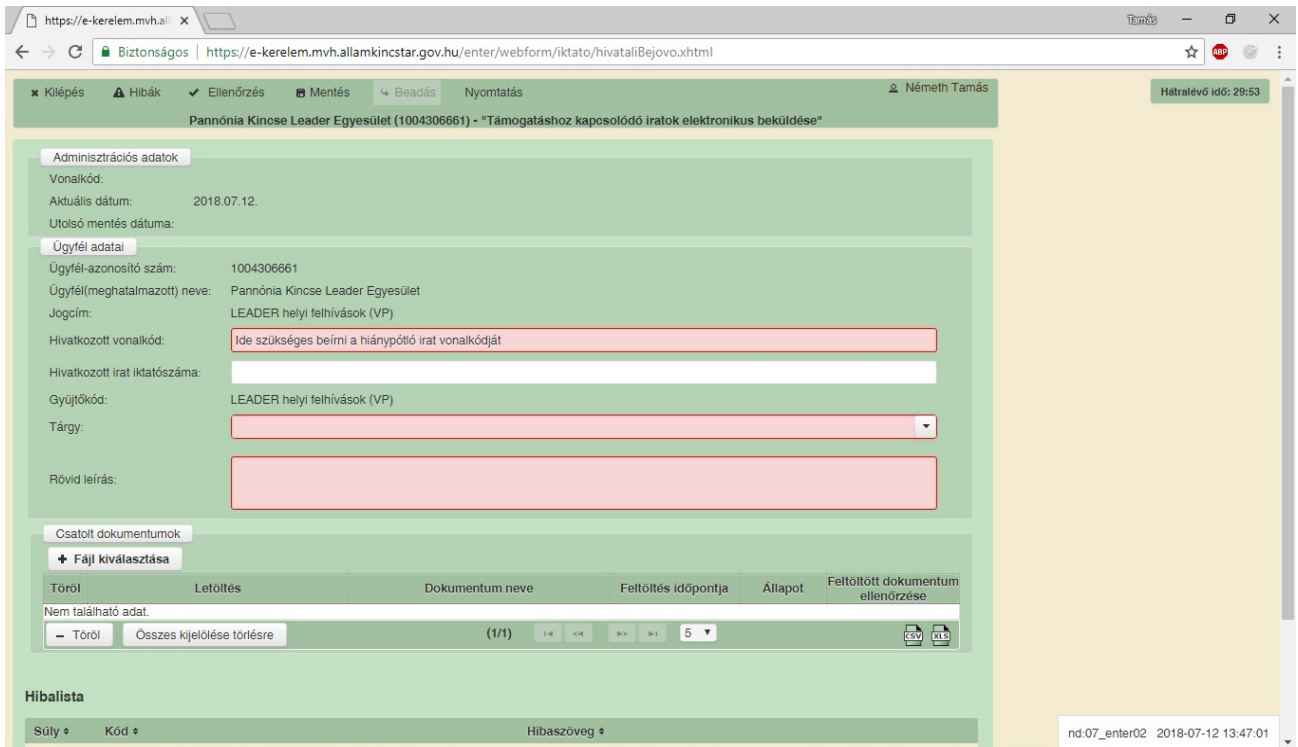 https://e-kerelem.mvh.all
Tamás
Biztonságos | https://e-kerelem.mvh.allamkincstar.gov.hu/enter/webform/iktato/hivataliBejovo.xhtml
ABP
Kilépés Hibák Ellenőrzés Mentés Beadás Nyomtatás Németh Tamás
Hátralévő idő: 29:53
Pannónia Kincse Leader Egyesület (1004306661) - "Támogatáshoz kapcsolódó iratok elektronikus beküldése"
Adminisztrációs adatok
Vonalkód:
Aktuális dátum: 2018.07.12.
Utolsó mentés dátuma:
Ügyfél adatai
Ügyfél-azonosító szám: 1004306661
Ügyfél(meghatalmazott) neve: Pannónia Kincse Leader Egyesület
Jogcím: LEADER helyi felhívások (VP)
Hivatkozott vonalkód: Ide szükséges beírni a hiánypótló irat vonalkódját
Hivatkozott irat iktatószáma:
Gyüjtőkód: LEADER helyi felhívások (VP)
Tárgy:
Rövid leírás:
Csatolt dokumentumok
+ Fájl kiválasztása
Töröl Letöltés Dokumentum neve Feltöltés időpontja Állapot Feltöltött dokumentum
ellenőrzése
Nem található adat.
– Töröl Összes kijelölése törlésre (1/1) 5 CSV XLS
Hibalista
Súly Kód Hibaszöveg
nd:07_enter02 2018-07-12 13:47:01